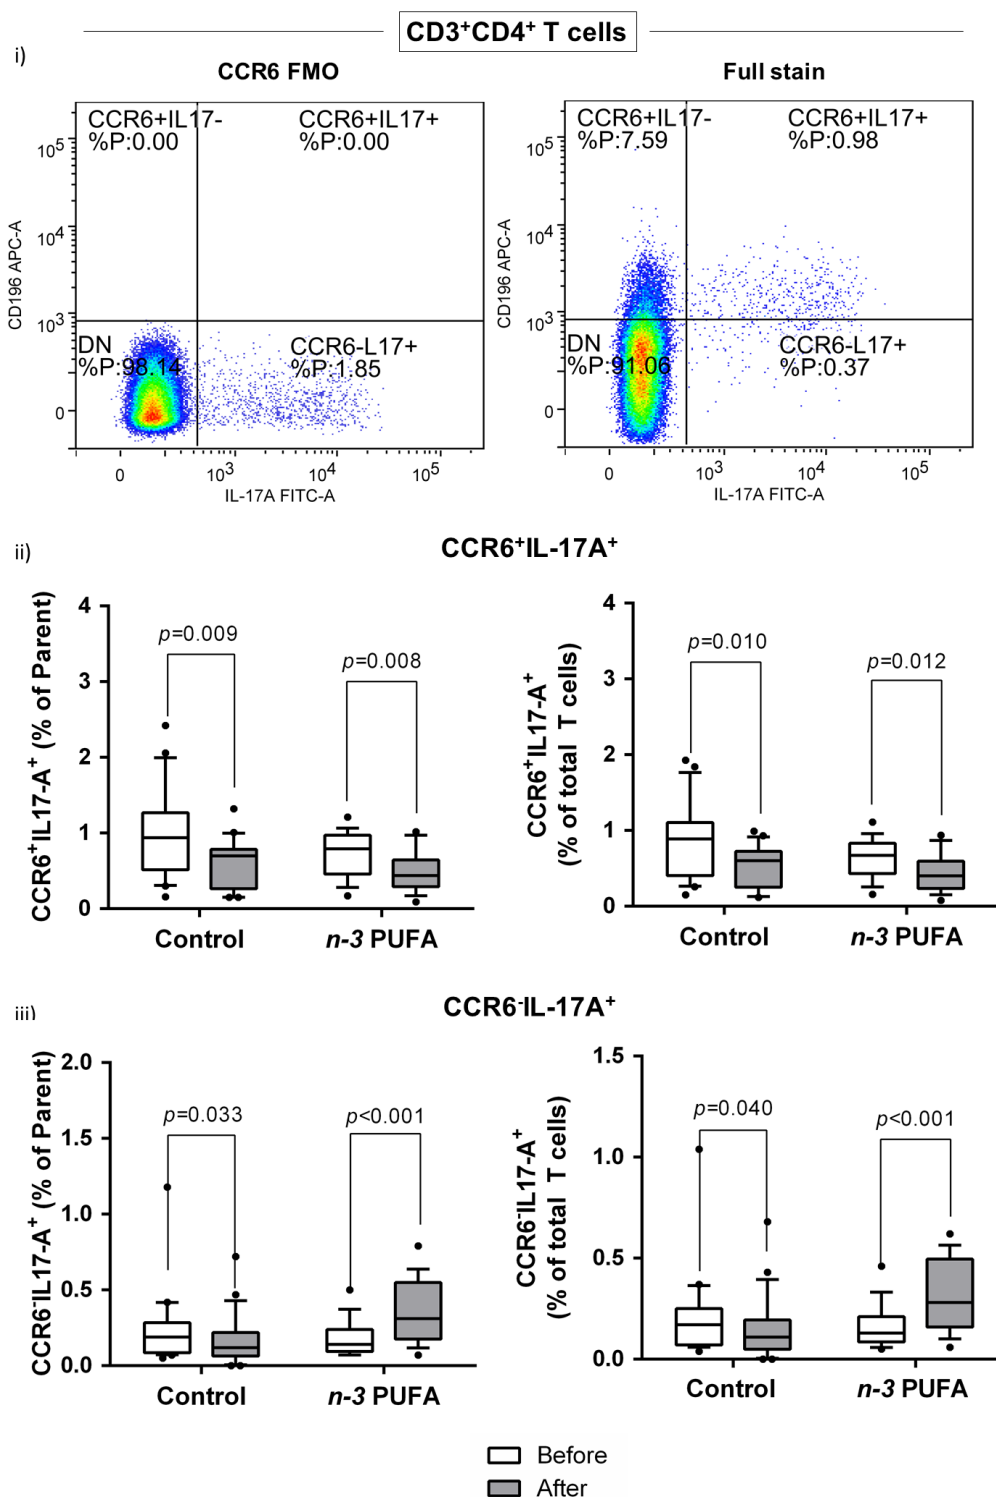 CD3⁺CD4⁺ T cells
i)
CCR6 FMO
Full stain
CCR6+IL17-
%P:0.00
CCR6+IL17+
%P:0.00
CCR6+IL17-
%P:7.59
CCR6+IL17+
%P:0.98
10⁵
10⁴
10³
0
CD196 APC-A
DN
%P:98.14
CCR6-L17+
%P:1.85
0
10³
10⁴
10⁵
IL-17A FITC-A
10⁵
10⁴
10³
0
CD196 APC-A
DN
%P:91.06
CCR6-L17+
%P:0.37
0
10³
10⁴
10⁵
IL-17A FITC-A
ii)
CCR6⁺IL-17A⁺
CCR6⁺IL17-A⁺ (% of Parent)
4
3
2
1
0
p=0.009
p=0.008
Control
n-3 PUFA
CCR6⁺IL17-A⁺
(% of total T cells)
4
3
2
1
0
p=0.010
p=0.012
Control
n-3 PUFA
iii)
CCR6⁻IL-17A⁺
CCR6⁻IL17-A⁺ (% of Parent)
2.0
1.5
1.0
0.5
0.0
p=0.033
p<0.001
Control
n-3 PUFA
CCR6⁻IL17-A⁺
(% of total T cells)
1.5
1.0
0.5
0.0
p=0.040
p<0.001
Control
n-3 PUFA
Before
After